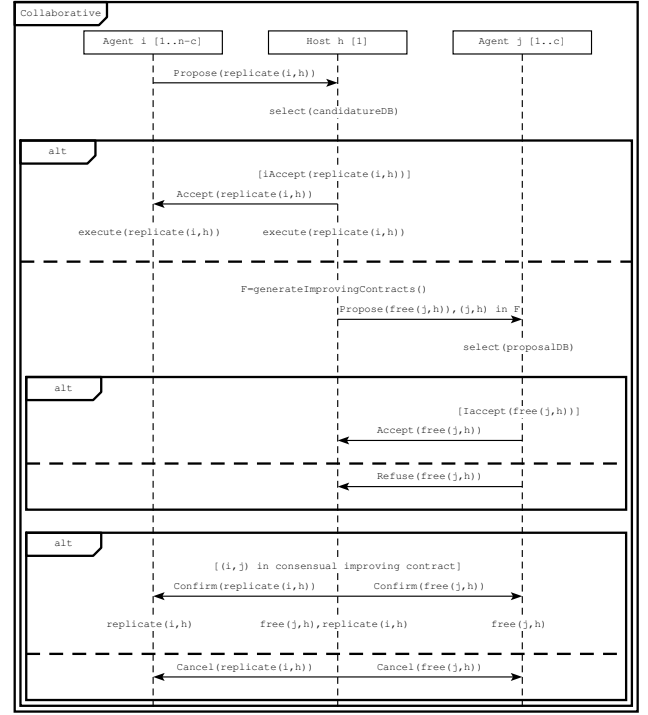 Collaborative
Agent i [1..n-c] Host h [1] Agent j [1..c]
Propose(replicate(i,h))
select(candidatureDB)
alt
[iAccept(replicate(i,h))]
Accept(replicate(i,h))
execute(replicate(i,h)) execute(replicate(i,h))
F=generateImprovingContracts()
Propose(free(j,h)),(j,h) in F
select(proposalDB)
alt
[Iaccept(free(j,h))]
Accept(free(j,h))
Refuse(free(j,h))
alt
[(i,j) in consensual improving contract]
Confirm(replicate(i,h)) Confirm(free(j,h))
replicate(i,h) free(j,h),replicate(i,h) free(j,h)
Cancel(replicate(i,h)) Cancel(free(j,h))